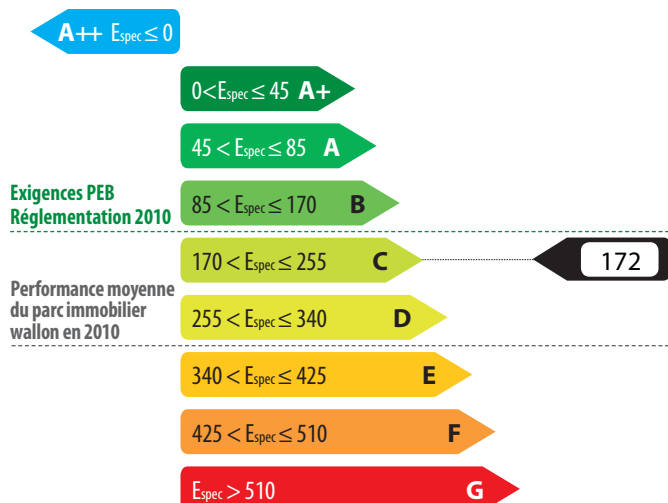 A++ Espec ≤ 0
0 < Espec ≤ 45 A+
45 < Espec ≤ 85 A
Exigences PEB
Réglementation 2010
85 < Espec ≤ 170 B
170 < Espec ≤ 255 C
172
Performance moyenne
du parc immobilier
wallon en 2010
255 < Espec ≤ 340 D
340 < Espec ≤ 425 E
425 < Espec ≤ 510 F
Espec > 510 G